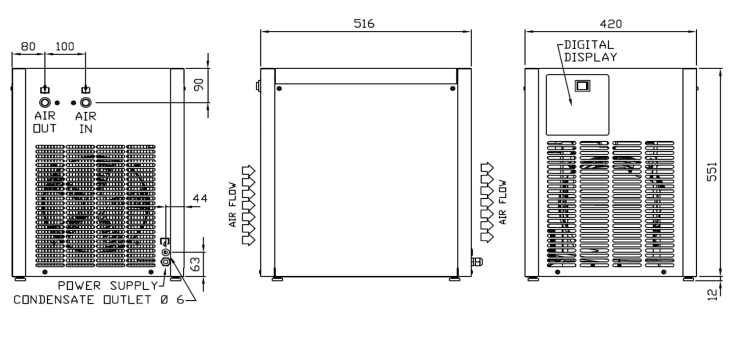 80
100
90
AIR
OUT
AIR
IN
44
63
POWER SUPPLY
CONDENSATE OUTLET Ø 6
516
AIR FLOW
AIR FLOW
420
DIGITAL
DISPLAY
551
12